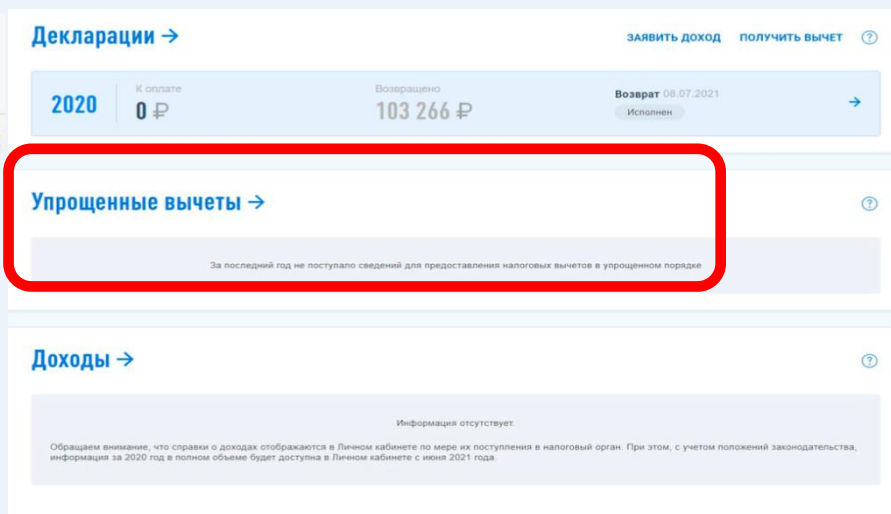 Декларации →
ЗАЯВИТЬ ДОХОД ПОЛУЧИТЬ ВЫЧЕТ ?
2020
К оплате
0 ₽
Возвращено
103 266 ₽
Возврат 08.07.2021
Исполнен
→
Упрощенные вычеты → ?
За последний год не поступало сведений для предоставления налоговых вычетов в упрощенном порядке
Доходы → ?
Информация отсутствует.
Обращаем внимание, что справки о доходах отображаются в Личном кабинете по мере их поступления в налоговый орган. При этом, с учетом положений законодательства,
информация за 2020 год в полном объеме будет доступна в Личном кабинете с июня 2021 года.